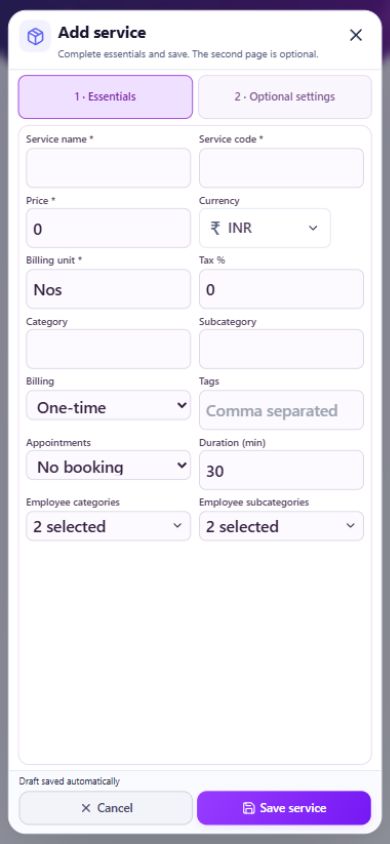 Add service
Complete essentials and save. The second page is optional.
1 · Essentials
2 · Optional settings
Service name *
Service code *
Price *
Currency
0
₹ INR
Billing unit *
Tax %
Nos
0
Category
Subcategory
Billing
Tags
One-time
Comma separated
Appointments
Duration (min)
No booking
30
Employee categories
Employee subcategories
2 selected
2 selected
Draft saved automatically
Cancel
Save service